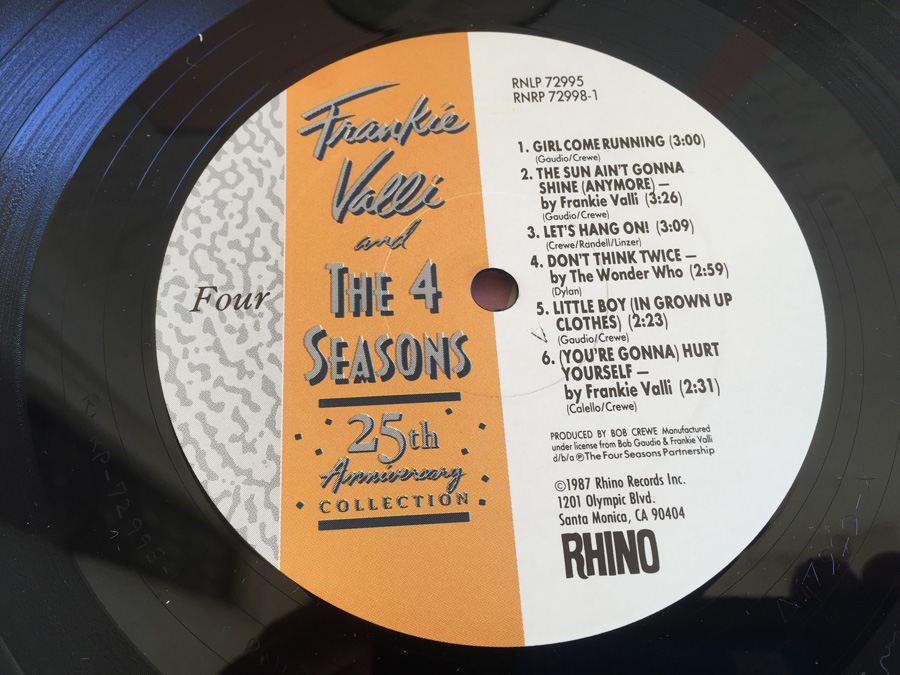 Four
Frankie
Valli
and
THE 4
SEASONS
25th
Anniversary
COLLECTION
RNLP 72995
RNRP 72998-1
1. GIRL COME RUNNING (3:00)
(Gaudio/Crewe)
2. THE SUN AIN'T GONNA
SHINE (ANYMORE) —
by Frankie Valli (3:26)
(Gaudio/Crewe)
3. LET'S HANG ON! (3:09)
(Crewe/Randell/Linzer)
4. DON'T THINK TWICE —
by The Wonder Who (2:59)
(Dylan)
5. LITTLE BOY (IN GROWN UP
CLOTHES) (2:23)
(Gaudio/Crewe)
6. (YOU'RE GONNA) HURT
YOURSELF —
by Frankie Valli (2:31)
(Calello/Crewe)
PRODUCED BY BOB CREWE Manufactured
under license from Bob Gaudio & Frankie Valli
d/b/a ℗The Four Seasons Partnership
©1987 Rhino Records Inc.
1201 Olympic Blvd.
Santa Monica, CA 90404
RHINO